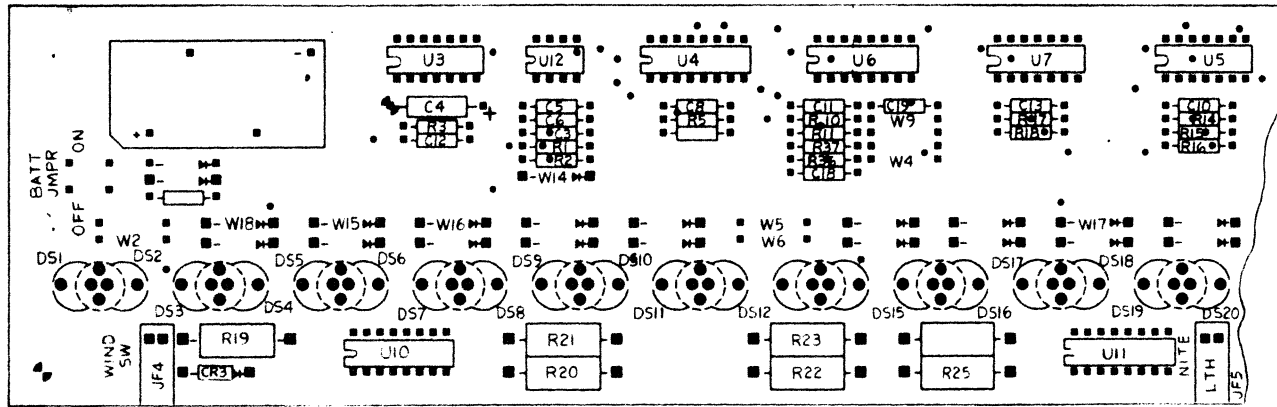 U3 U12 U4 U6 U7 U5
C4 C5 C8 C11 C19 C13 C10
R3 C6 R5 R10 W9 R17 R14
C12 C3 R11 R18 R15
R1 R37 R16
R2 R36 W4
W14 C18
BATT JMPR
ON
OFF
W18 W15 W16 W5 W17
W2 W6
DS1 DS2 DS5 DS6 DS9 DS10 DS17 DS18
DS3 DS4 DS7 DS8 DS11 DS12 DS15 DS16 DS19 DS20
WIND SW
JF4
R19 U10 R21 R23 U11
CR3 R20 R22 R25
NITE
LTH
JF5